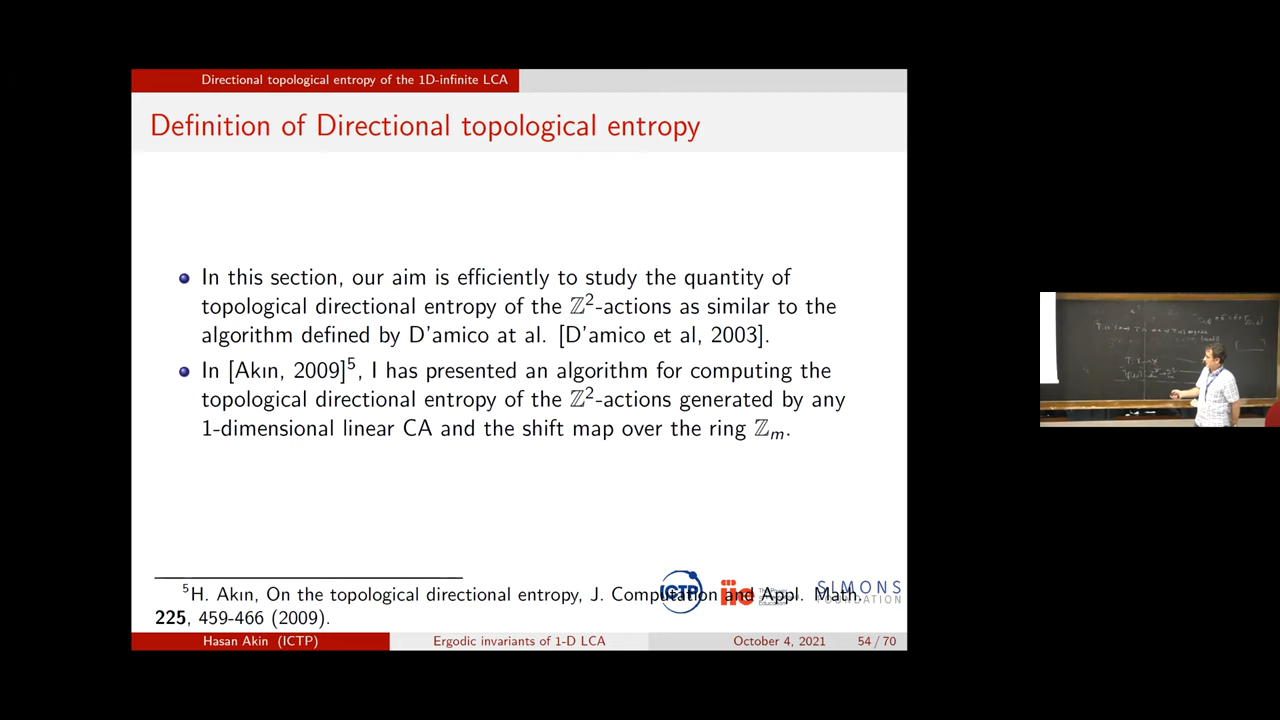 Directional topological entropy of the 1D-infinite LCA
Definition of Directional topological entropy
In this section, our aim is efficiently to study the quantity of
topological directional entropy of the ℤ²-actions as similar to the
algorithm defined by D'amico at al. [D'amico et al, 2003].
In [Akın, 2009]⁵, I has presented an algorithm for computing the
topological directional entropy of the ℤ²-actions generated by any
1-dimensional linear CA and the shift map over the ring ℤₘ.
⁵H. Akın, On the topological directional entropy, J. Computation and Appl. Math.
225, 459-466 (2009).
ICTP
SIMONS
FOUNDATION
Hasan Akin (ICTP) Ergodic invariants of 1-D LCA October 4, 2021 54 / 70